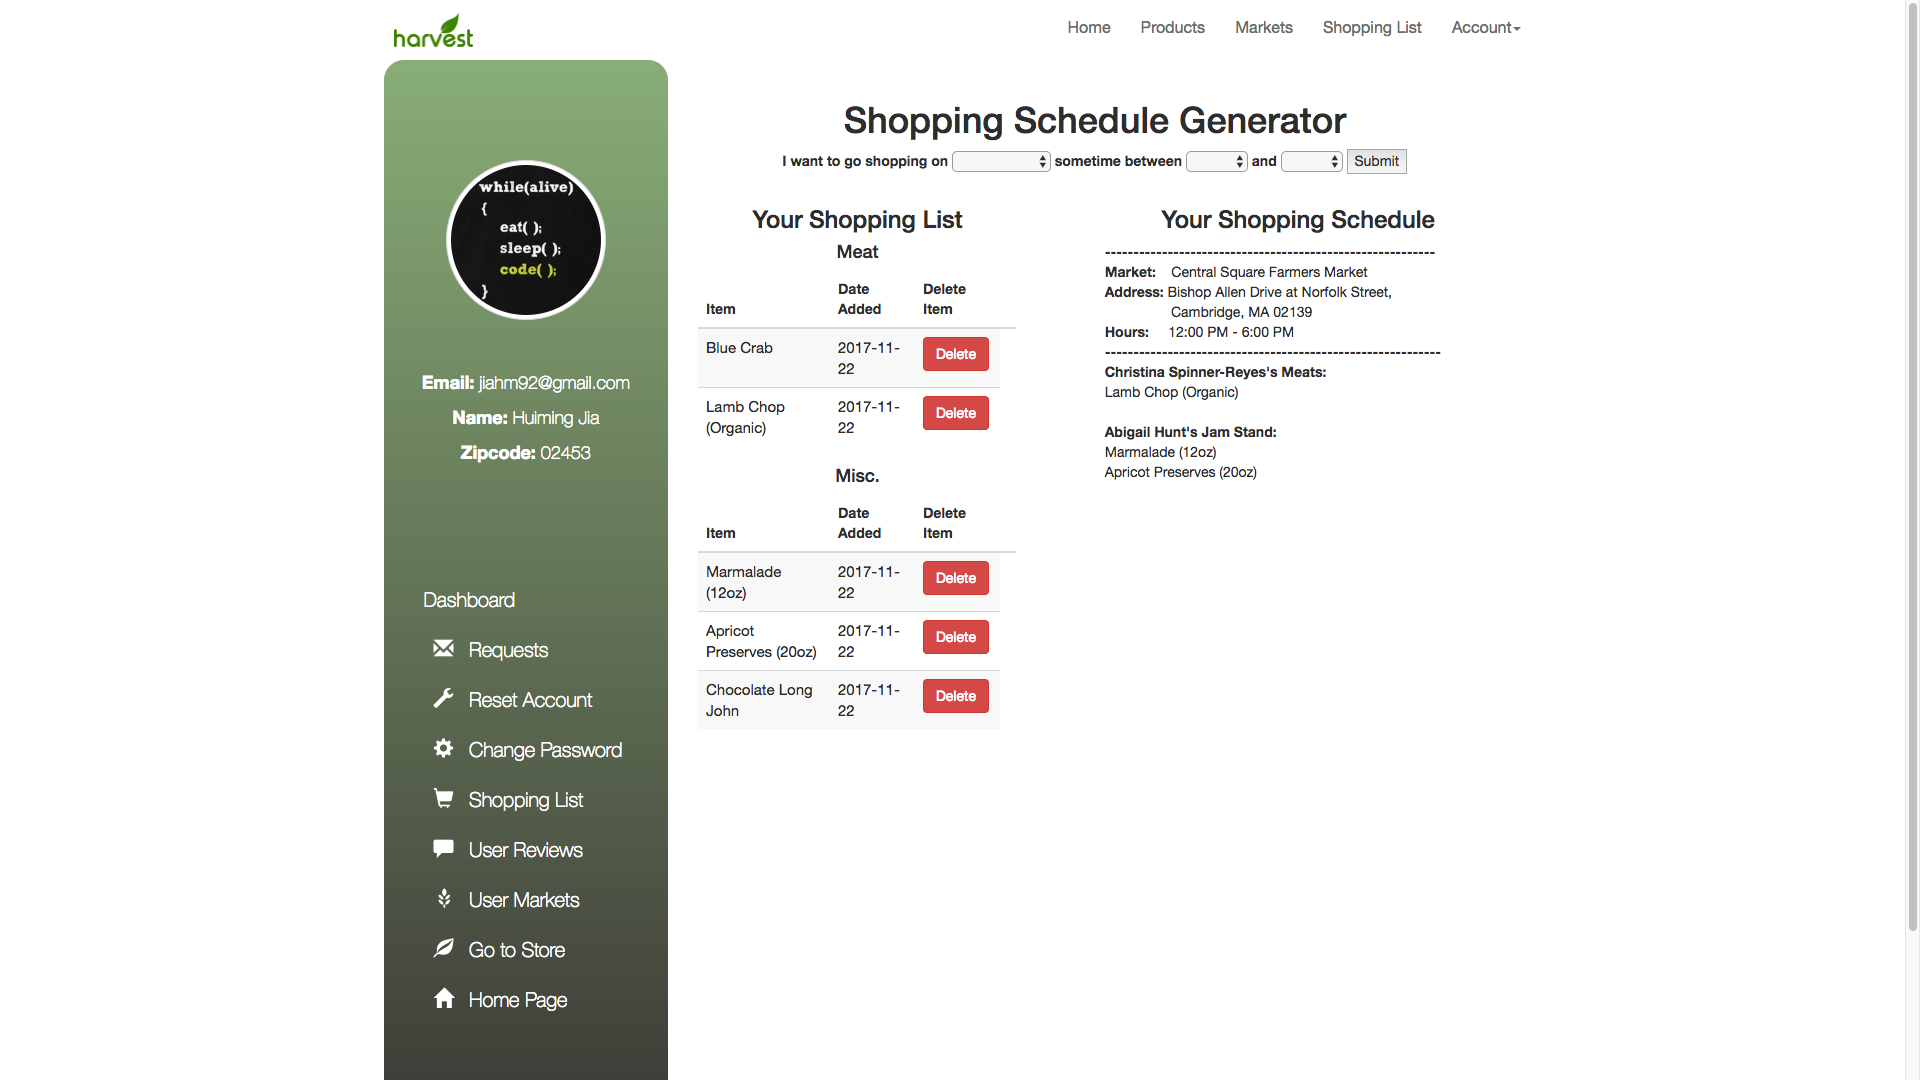 harvest
Home Products Markets Shopping List Account
while(alive)
{
eat( );
sleep( );
code( );
}
Email: jiahm92@gmail.com
Name: Huiming Jia
Zipcode: 02453
Dashboard
Requests
Reset Account
Change Password
Shopping List
User Reviews
User Markets
Go to Store
Home Page
Shopping Schedule Generator
I want to go shopping on sometime between and Submit
Your Shopping List
Meat
Item Date Added Delete Item
Blue Crab 2017-11-22 Delete
Lamb Chop (Organic) 2017-11-22 Delete
Misc.
Item Date Added Delete Item
Marmalade (12oz) 2017-11-22 Delete
Apricot Preserves (20oz) 2017-11-22 Delete
Chocolate Long John 2017-11-22 Delete
Your Shopping Schedule
------------------------------------------------------------
Market: Central Square Farmers Market
Address: Bishop Allen Drive at Norfolk Street,
Cambridge, MA 02139
Hours: 12:00 PM - 6:00 PM
-------------------------------------------------------------
Christina Spinner-Reyes's Meats:
Lamb Chop (Organic)
Abigail Hunt's Jam Stand:
Marmalade (12oz)
Apricot Preserves (20oz)